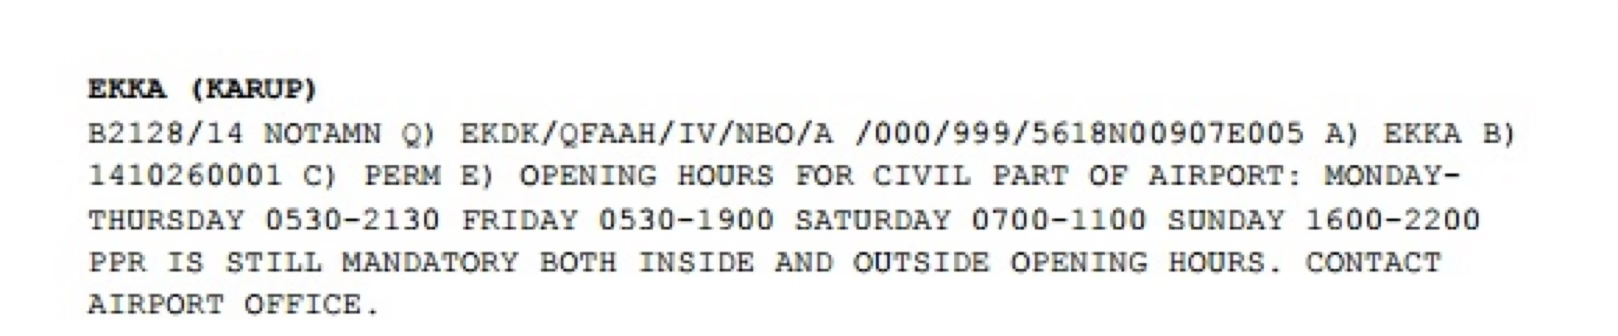 EKKA (KARUP)
B2128/14 NOTAMN Q) EKDK/QFAAH/IV/NBO/A /000/999/5618N00907E005 A) EKKA B)
1410260001 C) PERM E) OPENING HOURS FOR CIVIL PART OF AIRPORT: MONDAY-
THURSDAY 0530-2130 FRIDAY 0530-1900 SATURDAY 0700-1100 SUNDAY 1600-2200
PPR IS STILL MANDATORY BOTH INSIDE AND OUTSIDE OPENING HOURS. CONTACT
AIRPORT OFFICE.